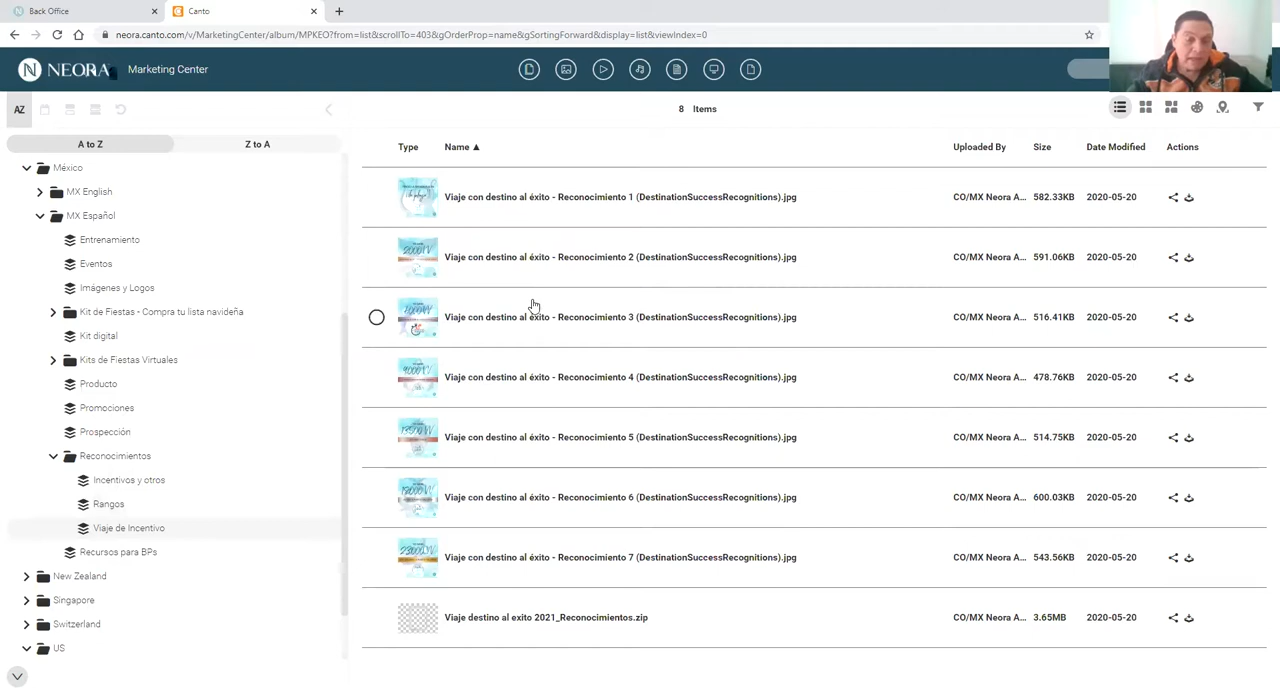 Back Office
Canto
neora.canto.com/v/MarketingCenter/album/MPKEO?from=list&scrollTo=403&gOrderProp=name&gSortingForward&display=list&viewIndex=0
NEORA Marketing Center
AZ
8 Items
A to Z
Z to A
Type Name ▲ Uploaded By Size Date Modified Actions
México
MX English
MX Español
Entrenamiento
Eventos
Imágenes y Logos
Kit de Fiestas - Compra tu lista navideña
Kit digital
Kits de Fiestas Virtuales
Producto
Promociones
Prospección
Reconocimientos
Incentivos y otros
Rangos
Viaje de Incentivo
Recursos para BPs
New Zealand
Singapore
Switzerland
US
Viaje con destino al éxito - Reconocimiento 1 (DestinationSuccessRecognitions).jpg CO/MX Neora A... 582.33KB 2020-05-20
Viaje con destino al éxito - Reconocimiento 2 (DestinationSuccessRecognitions).jpg CO/MX Neora A... 591.06KB 2020-05-20
Viaje con destino al éxito - Reconocimiento 3 (DestinationSuccessRecognitions).jpg CO/MX Neora A... 516.41KB 2020-05-20
Viaje con destino al éxito - Reconocimiento 4 (DestinationSuccessRecognitions).jpg CO/MX Neora A... 478.76KB 2020-05-20
Viaje con destino al éxito - Reconocimiento 5 (DestinationSuccessRecognitions).jpg CO/MX Neora A... 514.75KB 2020-05-20
Viaje con destino al éxito - Reconocimiento 6 (DestinationSuccessRecognitions).jpg CO/MX Neora A... 600.03KB 2020-05-20
Viaje con destino al éxito - Reconocimiento 7 (DestinationSuccessRecognitions).jpg CO/MX Neora A... 543.56KB 2020-05-20
Viaje destino al exito 2021_Reconocimientos.zip CO/MX Neora A... 3.65MB 2020-05-20